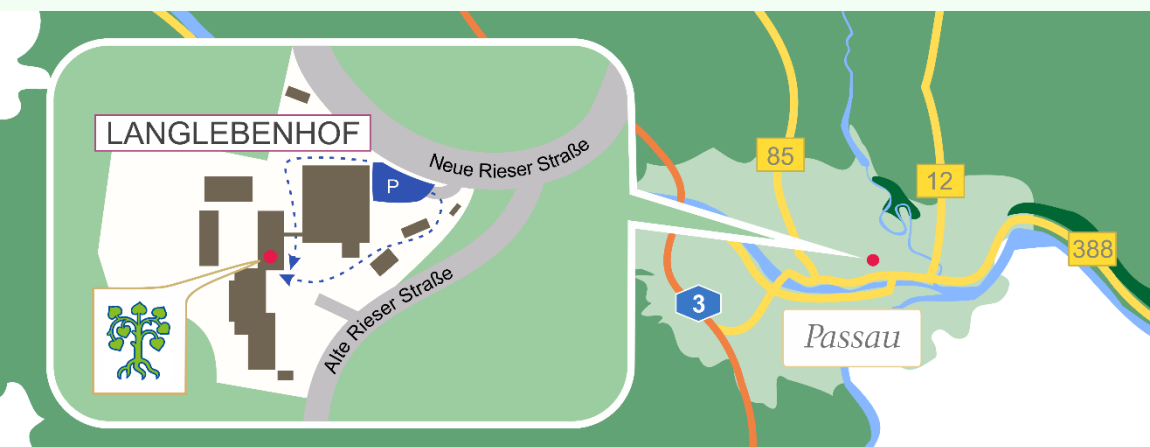 LANGLEBENHOF
Neue Rieser Straße
P
Alte Rieser Straße
85
12
388
3
Passau